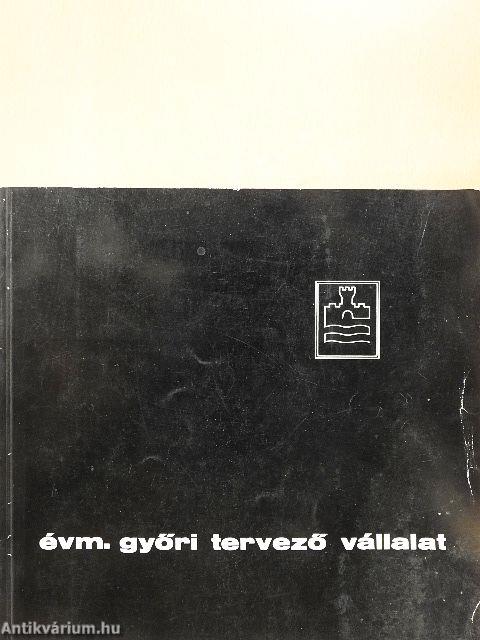 évm. győri tervező vállalat
Antikvárium.hu